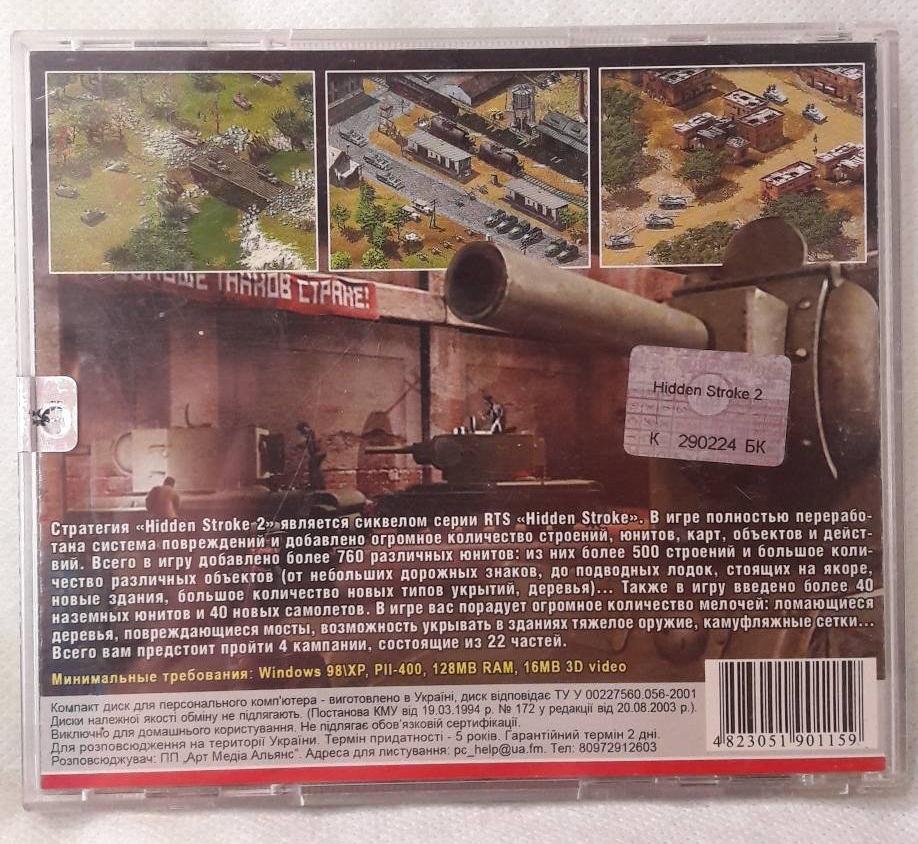 БОЛЬШЕ ТАНКОВ СТРАНЕ!
Hidden Stroke 2
К 290224 БК
Стратегия «Hidden Stroke 2» является сиквелом серии RTS «Hidden Stroke». В игре полностью перерабо-
тана система повреждений и добавлено огромное количество строений, юнитов, карт, объектов и дейст-
вий. Всего в игру добавлено более 760 различных юнитов: из них более 500 строений и большое коли-
чество различных объектов (от небольших дорожных знаков, до подводных лодок, стоящих на якоре,
новые здания, большое количество новых типов укрытий, деревья)... Также в игру введено более 40
наземных юнитов и 40 новых самолетов. В игре вас порадует огромное количество мелочей: ломающиеся
деревья, повреждающиеся мосты, возможность укрывать в зданиях тяжелое оружие, камуфляжные сетки...
Всего вам предстоит пройти 4 кампании, состоящие из 22 частей.
Минимальные требования: Windows 98\XP, PII-400, 128MB RAM, 16MB 3D video
Компакт диск для персонального комп'ютера - виготовлено в Україні, диск відповідає ТУ У 00227560.056-2001
Диски належної якості обміну не підлягають. (Постанова КМУ від 19.03.1994 р. № 172 у редакції від 20.08.2003 р.).
Виключно для домашнього користування. Не підлягає обов'язковій сертифікації.
Для розповсюдження на території України. Термін придатності - 5 років. Гарантійний термін 2 дні.
Розповсюджувач: ПП „Арт Медіа Альянс". Адреса для листування: pc_help@ua.fm. Тел: 80972912603
4 823051 901159